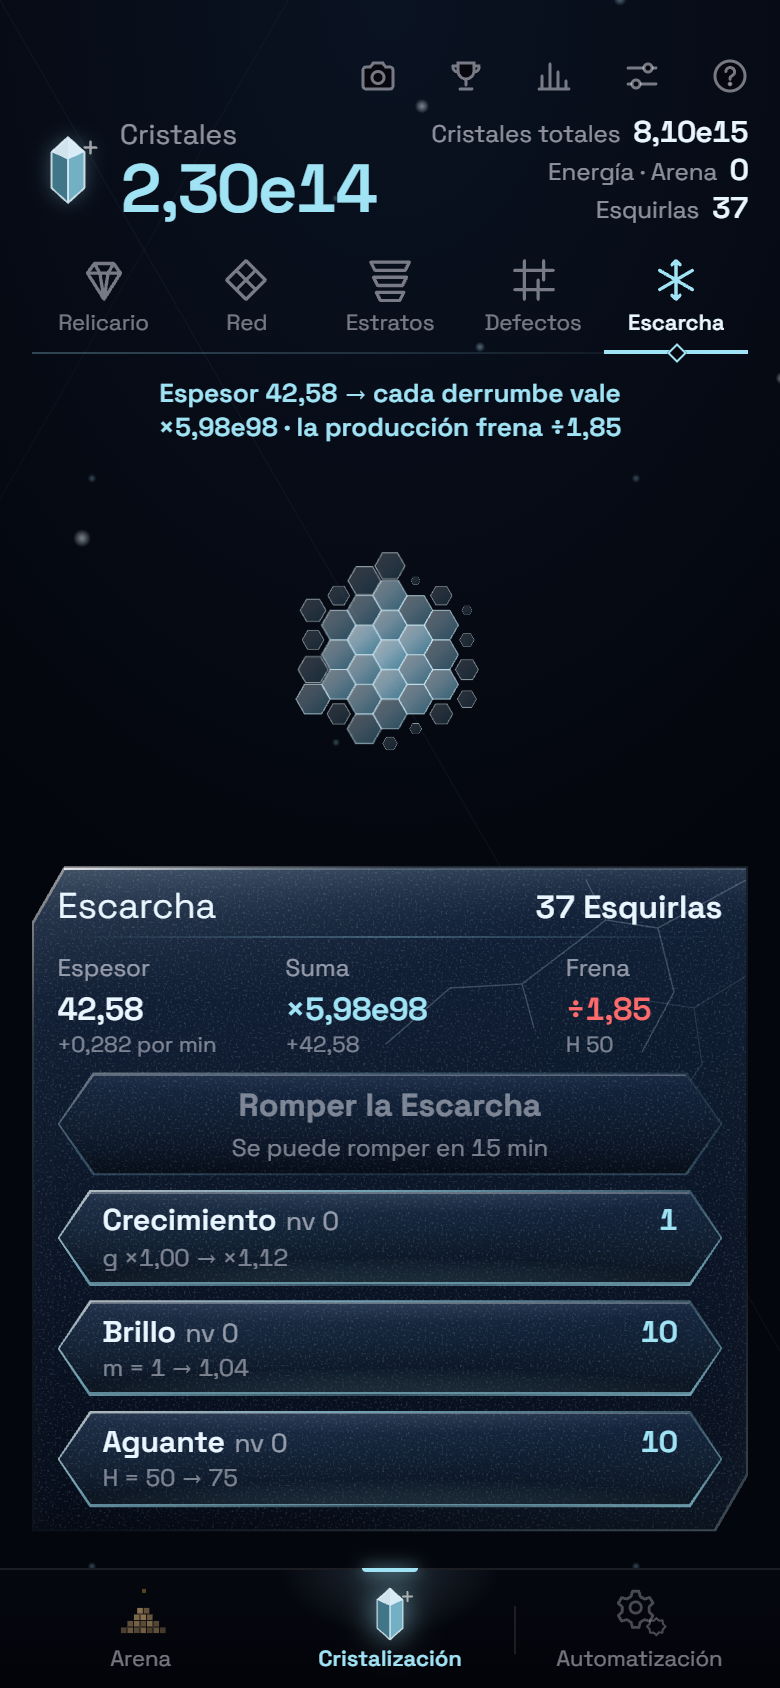 Cristales
2,30e14
Cristales totales 8,10e15
Energía · Arena 0
Esquirlas 37
Relicario
Red
Estratos
Defectos
Escarcha
Espesor 42,58 → cada derrumbe vale
×5,98e98 · la producción frena ÷1,85
Escarcha
37 Esquirlas
Espesor
Suma
Frena
42,58
×5,98e98
÷1,85
+0,282 por min
+42,58
H 50
Romper la Escarcha
Se puede romper en 15 min
Crecimiento nv 0
1
g ×1,00 → ×1,12
Brillo nv 0
10
m = 1 → 1,04
Aguante nv 0
10
H = 50 → 75
Arena
Cristalización
Automatización